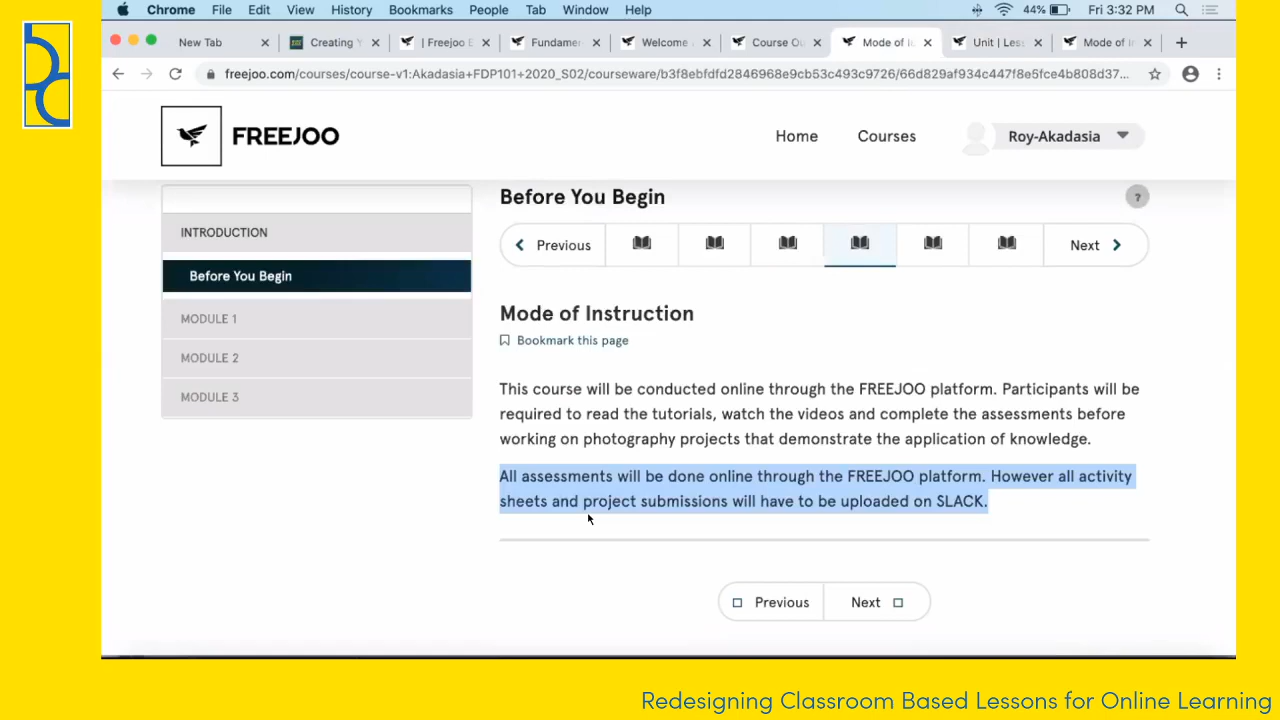 Chrome File Edit View History Bookmarks People Tab Window Help 44% Fri 3:32 PM
New Tab Creating Y | Freejoo E Fundamen Welcome Course Ou Mode of I Unit | Les Mode of I
freejoo.com/courses/course-v1:Akadasia+FDP101+2020_S02/courseware/b3f8ebfdfd2846968e9cb53c493c9726/66d829af934c447f8e5fce4b808d37...
FREEJOO Home Courses Roy-Akadasia
Before You Begin ?
INTRODUCTION
Before You Begin
MODULE 1
MODULE 2
MODULE 3
Previous Next
Mode of Instruction
Bookmark this page
This course will be conducted online through the FREEJOO platform. Participants will be
required to read the tutorials, watch the videos and complete the assessments before
working on photography projects that demonstrate the application of knowledge.
All assessments will be done online through the FREEJOO platform. However all activity
sheets and project submissions will have to be uploaded on SLACK.
Previous Next
Redesigning Classroom Based Lessons for Online Learning